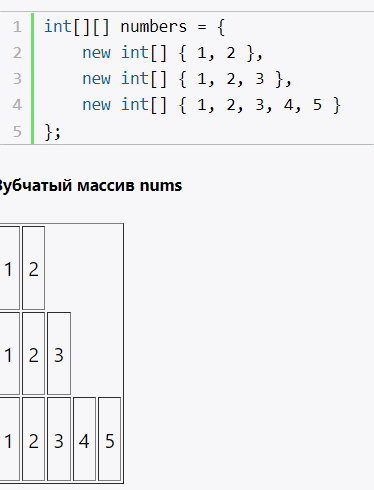 1 int[][] numbers = {
2 new int[] { 1, 2 },
3 new int[] { 1, 2, 3 },
4 new int[] { 1, 2, 3, 4, 5 }
5 };
Зубчатый массив nums
1 2
1 2 3
1 2 3 4 5